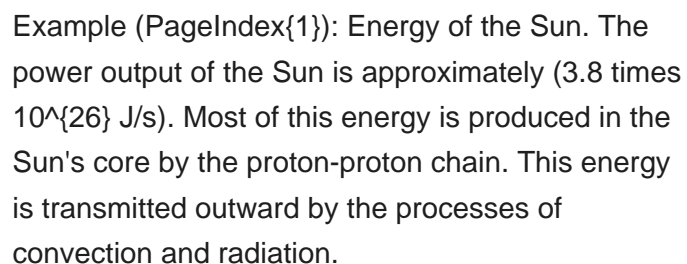 Example (PageIndex{1}): Energy of the Sun. The
power output of the Sun is approximately (3.8 times
10^{26} J/s). Most of this energy is produced in the
Sun's core by the proton-proton chain. This energy
is transmitted outward by the processes of
convection and radiation.